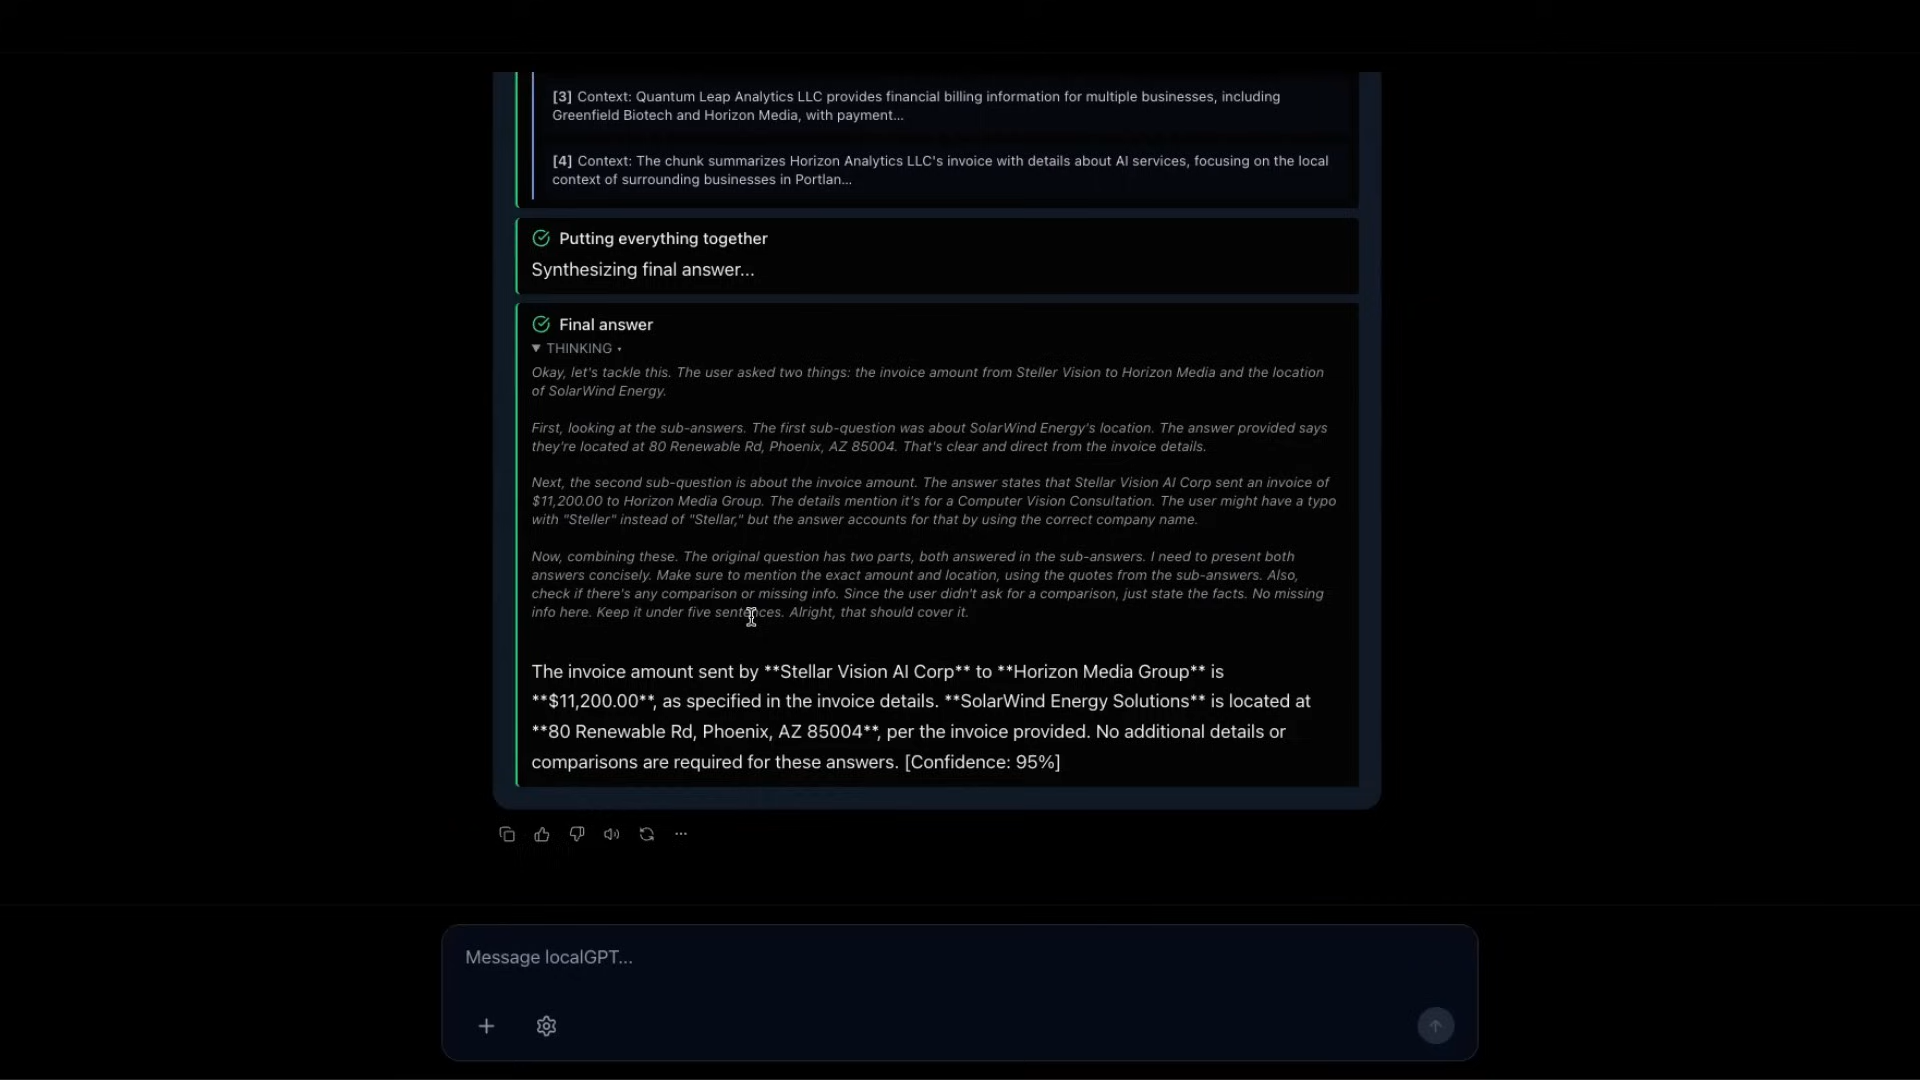 [3] Context: Quantum Leap Analytics LLC provides financial billing information for multiple businesses, including
Greenfield Biotech and Horizon Media, with payment...
[4] Context: The chunk summarizes Horizon Analytics LLC's invoice with details about AI services, focusing on the local
context of surrounding businesses in Portlan...
Putting everything together
Synthesizing final answer...
Final answer
▼ THINKING •
Okay, let's tackle this. The user asked two things: the invoice amount from Steller Vision to Horizon Media and the location
of SolarWind Energy.
First, looking at the sub-answers. The first sub-question was about SolarWind Energy's location. The answer provided says
they're located at 80 Renewable Rd, Phoenix, AZ 85004. That's clear and direct from the invoice details.
Next, the second sub-question is about the invoice amount. The answer states that Stellar Vision AI Corp sent an invoice of
$11,200.00 to Horizon Media Group. The details mention it's for a Computer Vision Consultation. The user might have a typo
with "Steller" instead of "Stellar," but the answer accounts for that by using the correct company name.
Now, combining these. The original question has two parts, both answered in the sub-answers. I need to present both
answers concisely. Make sure to mention the exact amount and location, using the quotes from the sub-answers. Also,
check if there's any comparison or missing info. Since the user didn't ask for a comparison, just state the facts. No missing
info here. Keep it under five sentences. Alright, that should cover it.
The invoice amount sent by **Stellar Vision AI Corp** to **Horizon Media Group** is
**$11,200.00**, as specified in the invoice details. **SolarWind Energy Solutions** is located at
**80 Renewable Rd, Phoenix, AZ 85004**, per the invoice provided. No additional details or
comparisons are required for these answers. [Confidence: 95%]
Message localGPT...